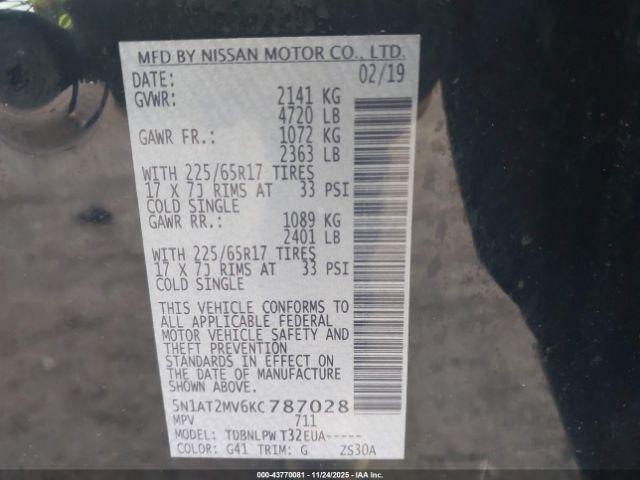 MFD BY NISSAN MOTOR CO., LTD.
DATE: 02/19
GVWR: 2141 KG
4720 LB
GAWR FR.: 1072 KG
2363 LB
WITH 225/65R17 TIRES
17 X 7J RIMS AT 33 PSI
COLD SINGLE
GAWR RR.: 1089 KG
2401 LB
WITH 225/65R17 TIRES
17 X 7J RIMS AT 33 PSI
COLD SINGLE
THIS VEHICLE CONFORMS TO
ALL APPLICABLE FEDERAL
MOTOR VEHICLE SAFETY AND
THEFT PREVENTION
STANDARDS IN EFFECT ON
THE DATE OF MANUFACTURE
SHOWN ABOVE.
5N1AT2MV6KC787028
MPV 711
MODEL: TDBNLPW T32EUA-----
COLOR: G41 TRIM: G ZS30A
00-43770081 - 11/24/2025 - IAAI.COM